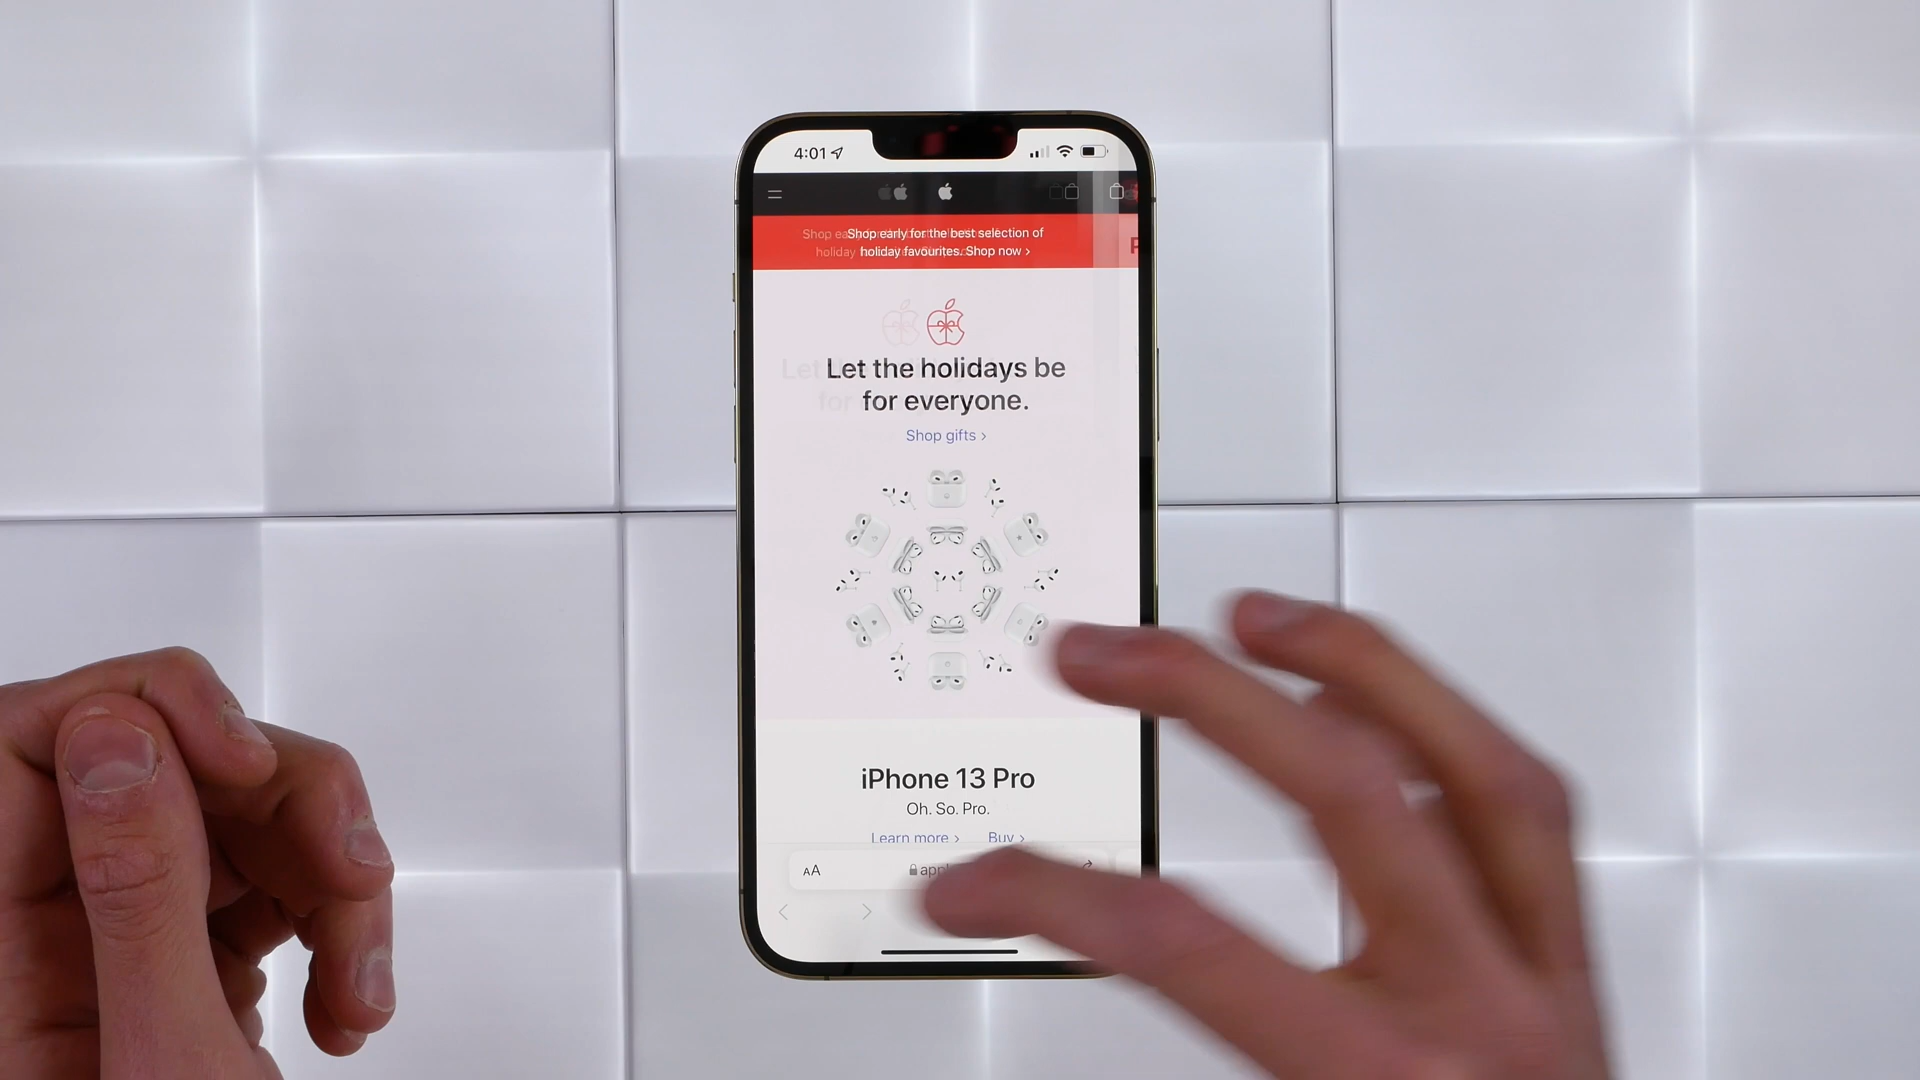 4:01
Shop early for the best selection of
holiday favourites. Shop now >
Let the holidays be
for everyone.
Shop gifts >
iPhone 13 Pro
Oh. So. Pro.
Learn more > Buy >
AA